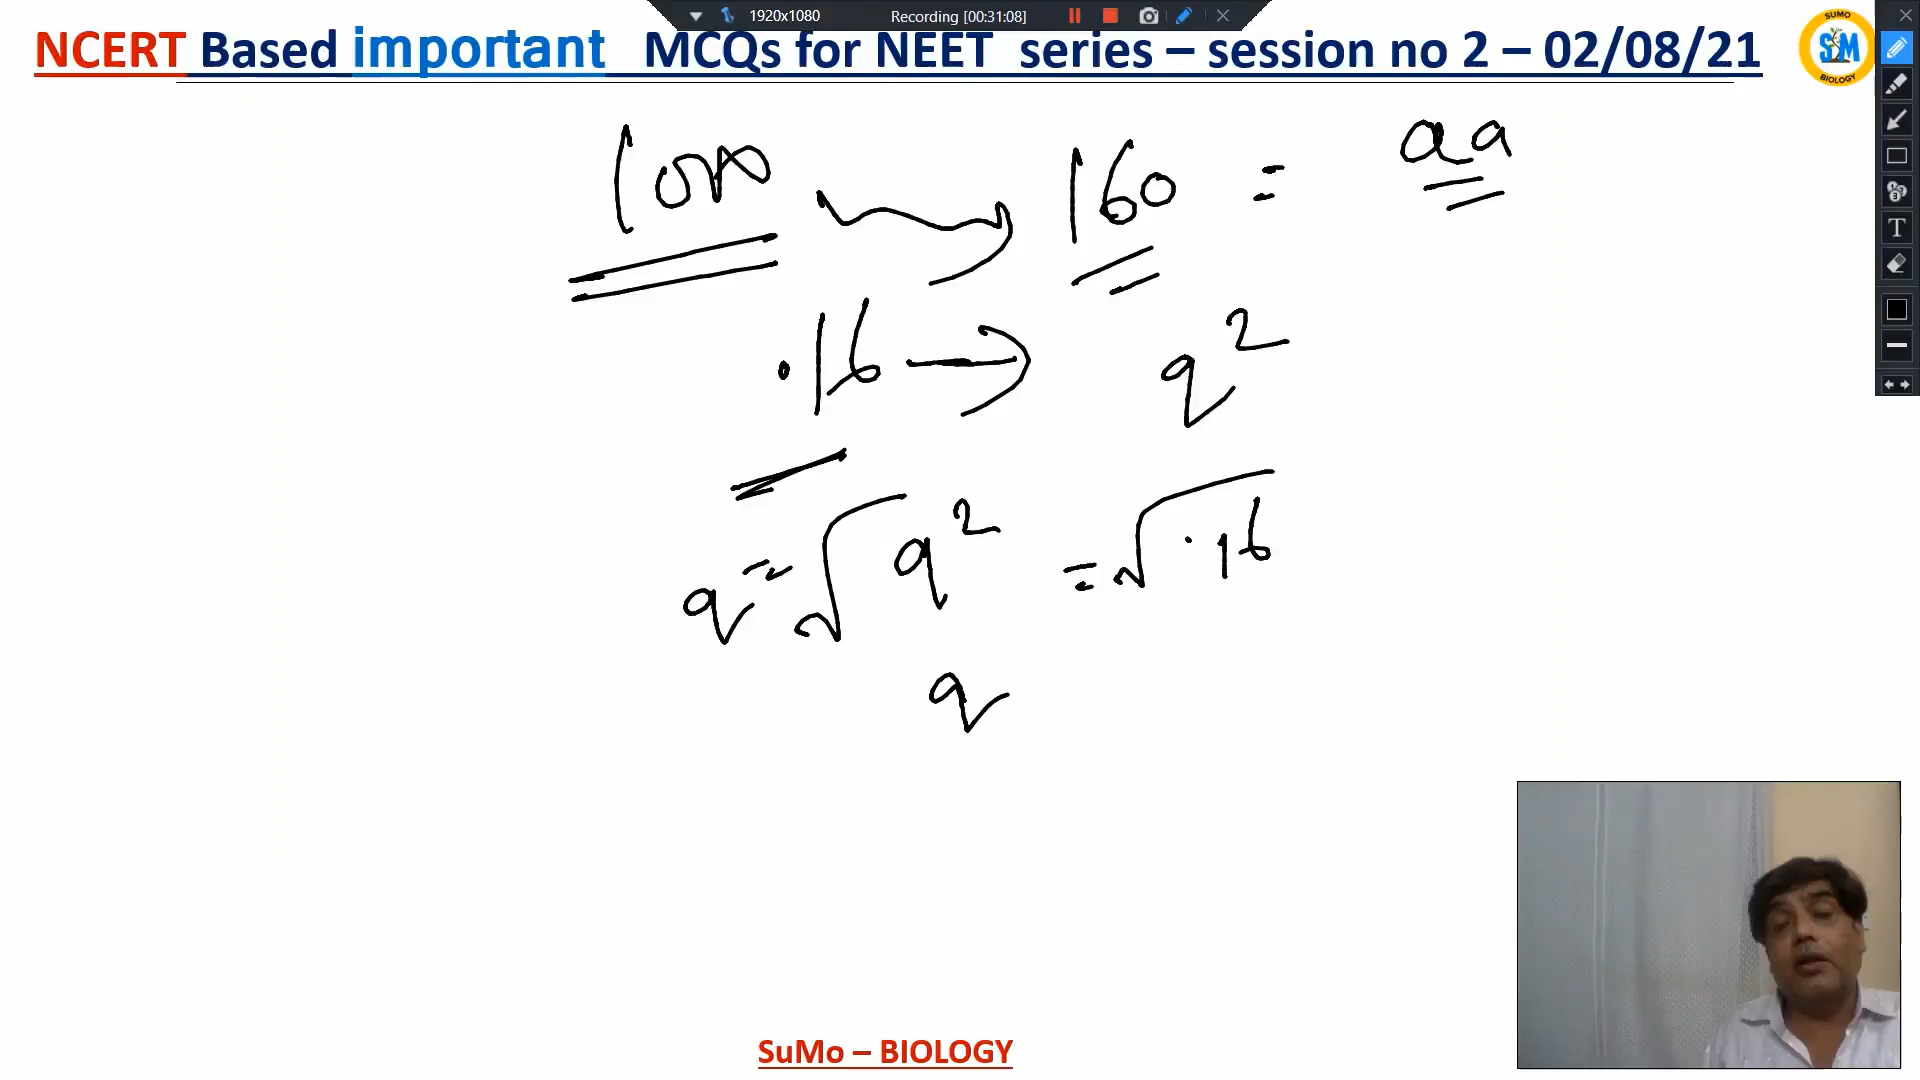 1920x1080 Recording [00:31:08]
NCERT Based important MCQs for NEET series – session no 2 – 02/08/21
SUMO
SM
BIOLOGY
T
1000 160 = aa
.16 → q²
q = √q² = √.16
q
SuMo – BIOLOGY